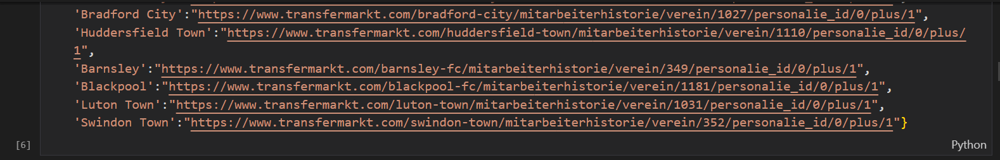 'Bradford City':"https://www.transfermarkt.com/bradford-city/mitarbeiterhistorie/verein/1027/personalie_id/0/plus/1",
'Huddersfield Town':"https://www.transfermarkt.com/huddersfield-town/mitarbeiterhistorie/verein/1110/personalie_id/0/plus/
1",
'Barnsley':"https://www.transfermarkt.com/barnsley-fc/mitarbeiterhistorie/verein/349/personalie_id/0/plus/1",
'Blackpool':"https://www.transfermarkt.com/blackpool-fc/mitarbeiterhistorie/verein/1181/personalie_id/0/plus/1",
'Luton Town':"https://www.transfermarkt.com/luton-town/mitarbeiterhistorie/verein/1031/personalie_id/0/plus/1",
'Swindon Town':"https://www.transfermarkt.com/swindon-town/mitarbeiterhistorie/verein/352/personalie_id/0/plus/1"}
[6]
Python